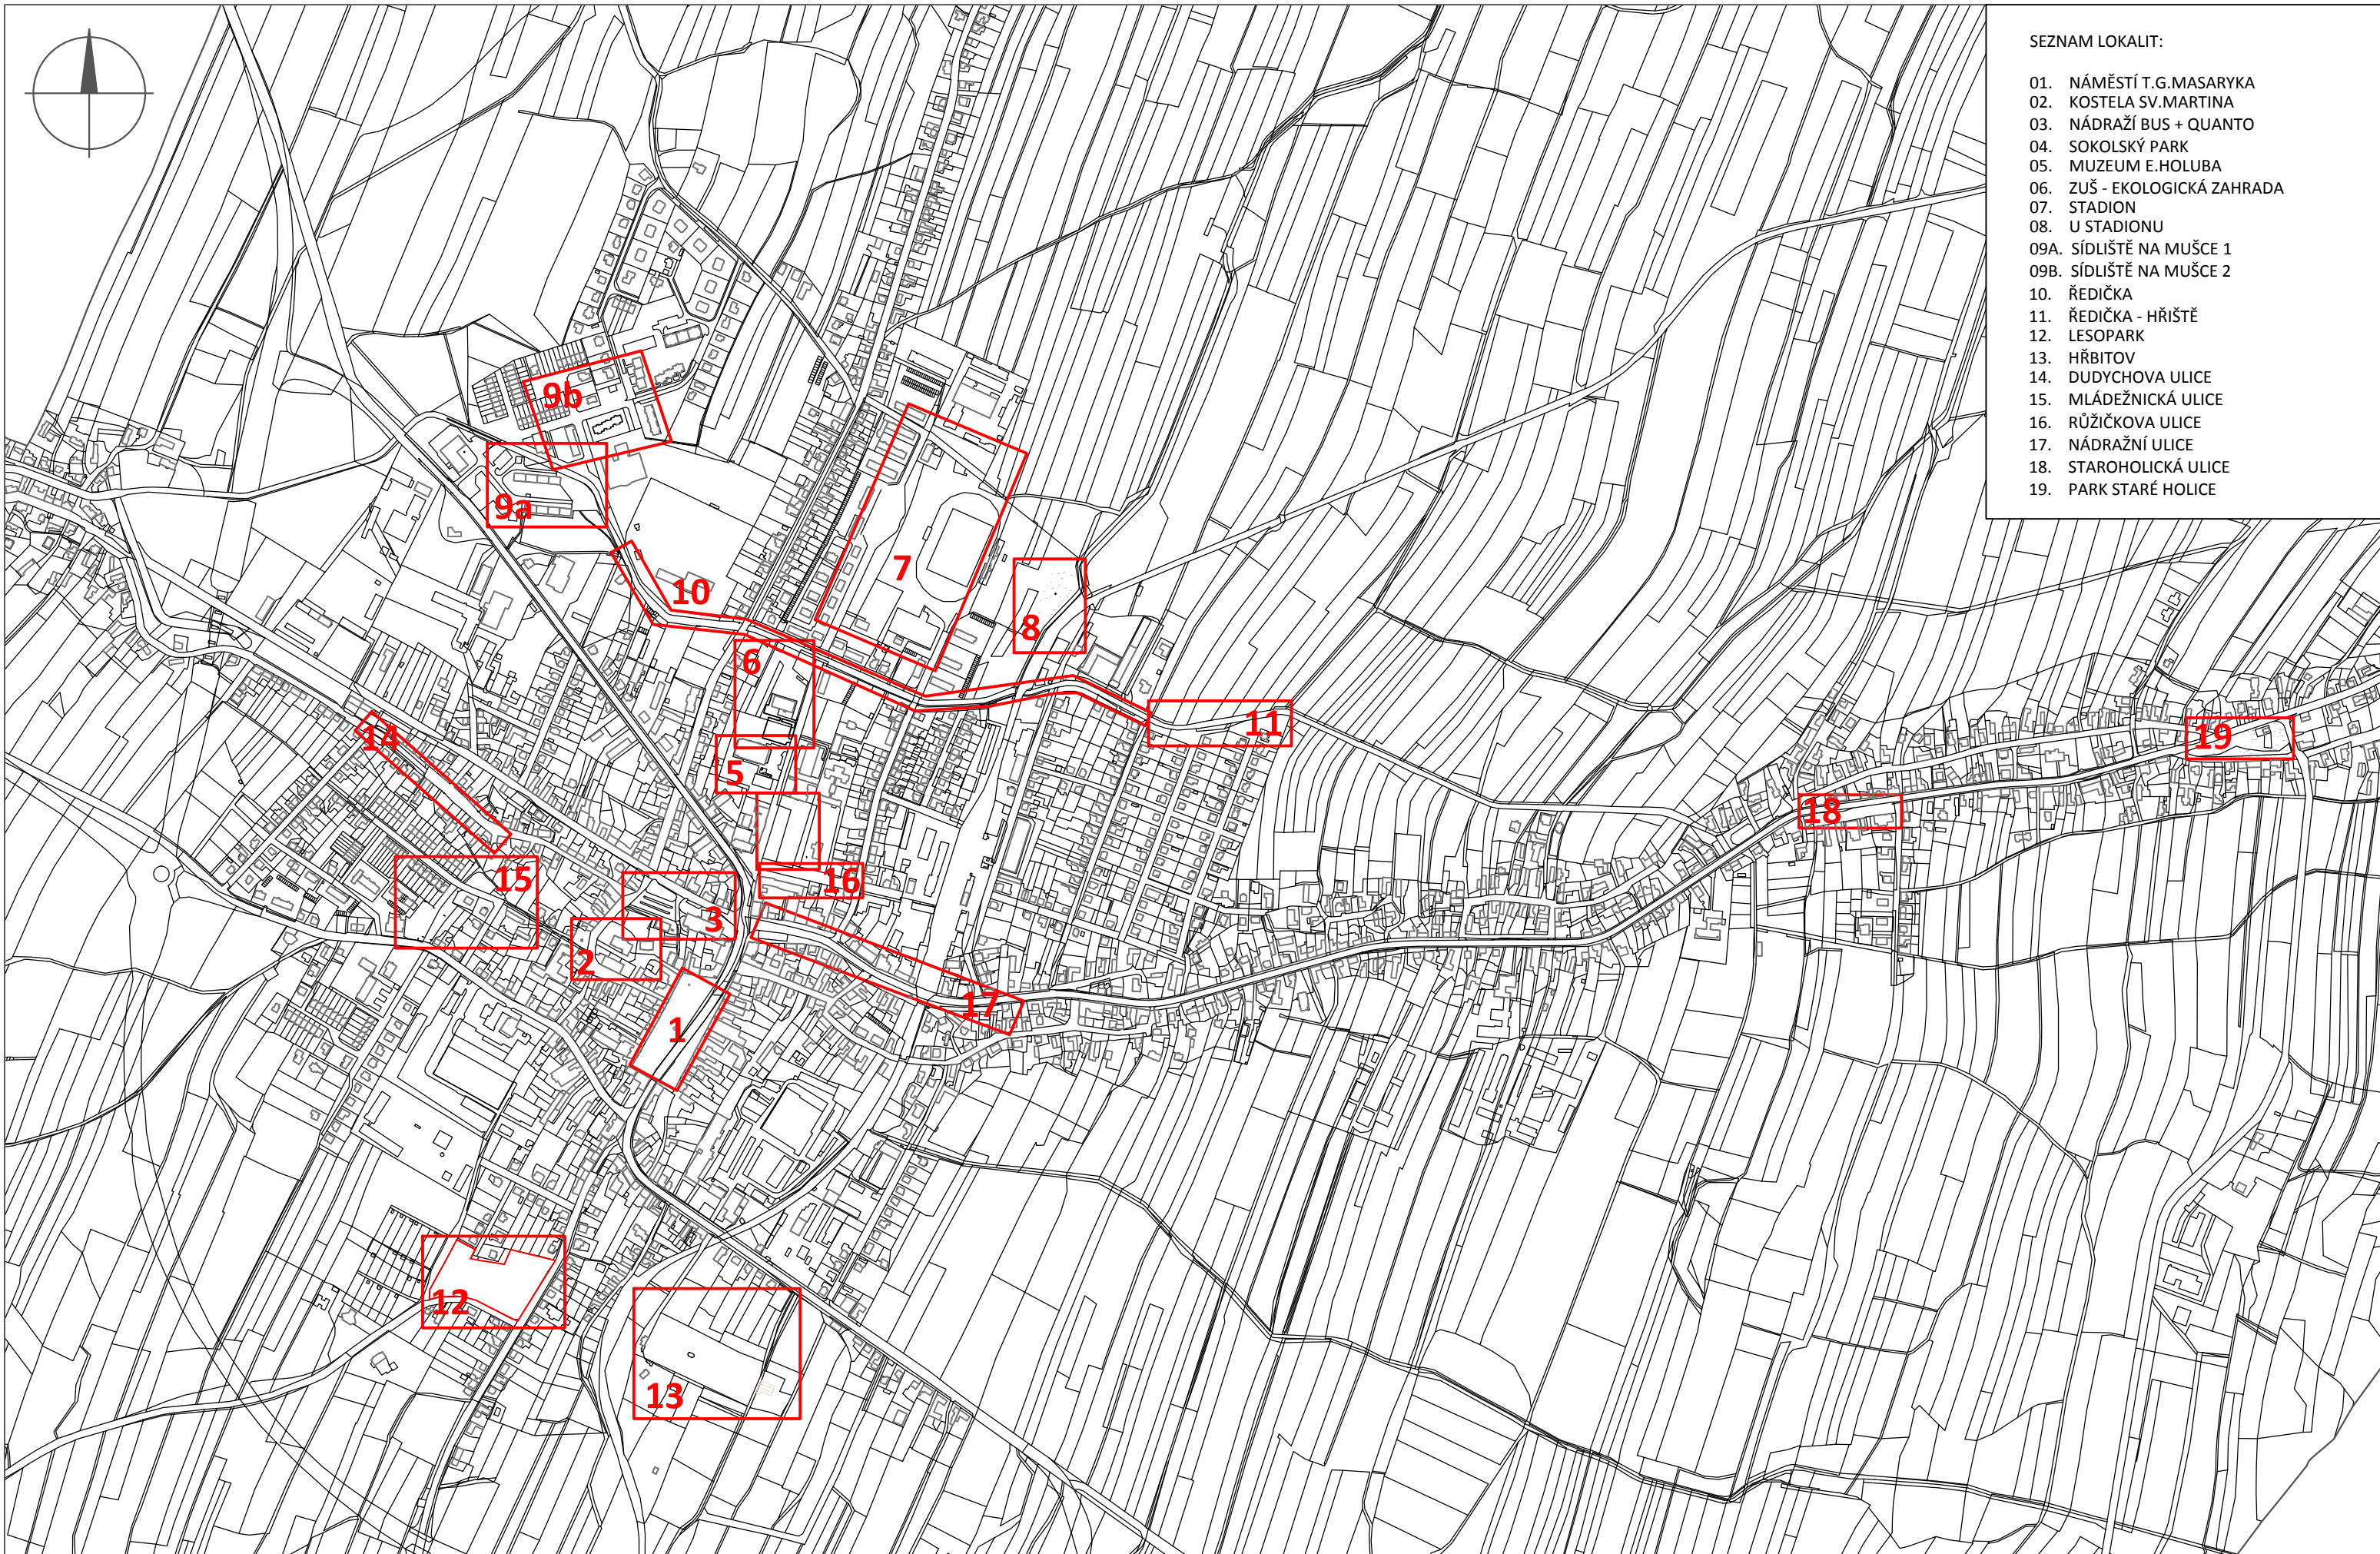 SEZNAM LOKALIT:
01. NÁMĚSTÍ T.G.MASARYKA
02. KOSTELA SV.MARTINA
03. NÁDRAŽÍ BUS + QUANTO
04. SOKOLSKÝ PARK
05. MUZEUM E.HOLUBA
06. ZUŠ - EKOLOGICKÁ ZAHRADA
07. STADION
08. U STADIONU
09A. SÍDLIŠTĚ NA MUŠCE 1
09B. SÍDLIŠTĚ NA MUŠCE 2
10. ŘEDIČKA
11. ŘEDIČKA - HŘIŠTĚ
12. LESOPARK
13. HŘBITOV
14. DUDYCHOVA ULICE
15. MLÁDEŽNICKÁ ULICE
16. RŮŽIČKOVA ULICE
17. NÁDRAŽNÍ ULICE
18. STAROHOLICKÁ ULICE
19. PARK STARÉ HOLICE
9b
9a
7
10
8
6
11
14
19
5
18
15
16
3
2
17
1
12
13